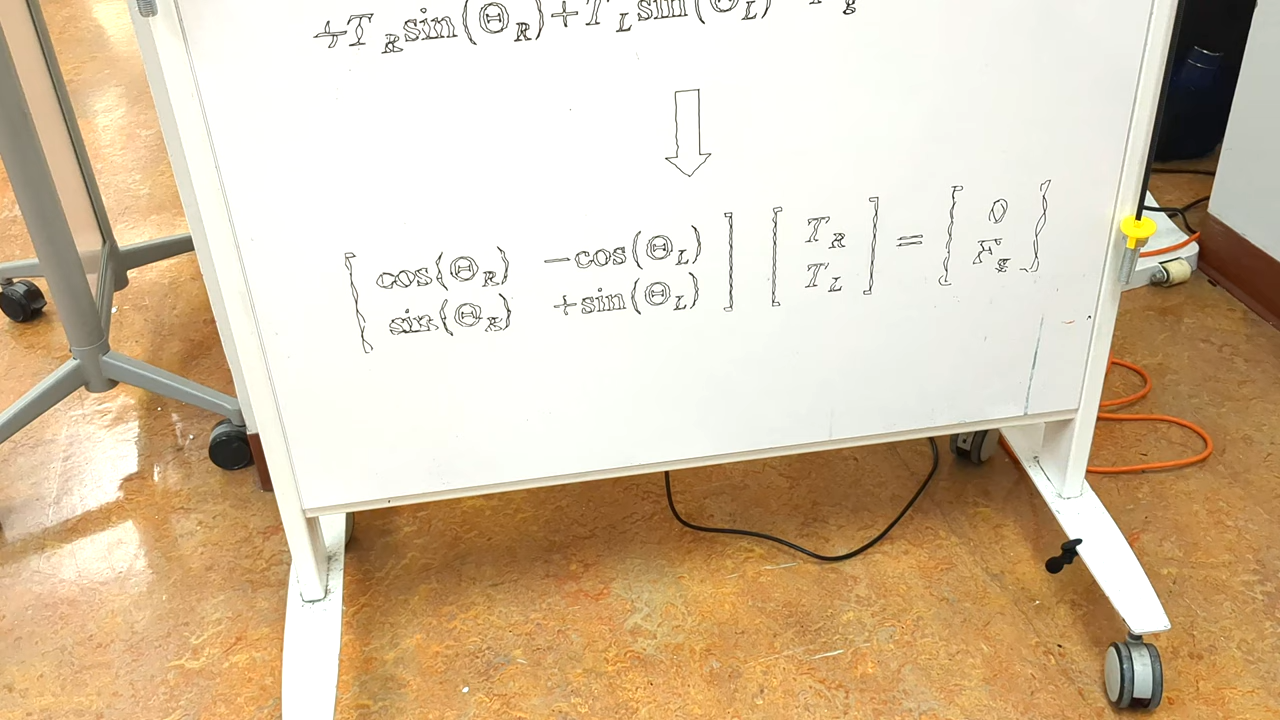 +T_R sin(Θ_R)+T_L sin(Θ_L)
[ cos(Θ_R) -cos(Θ_L) ] [ T_R ] = [ 0 ]
[ sin(Θ_R) +sin(Θ_L) ] [ T_L ] [ F_g ]